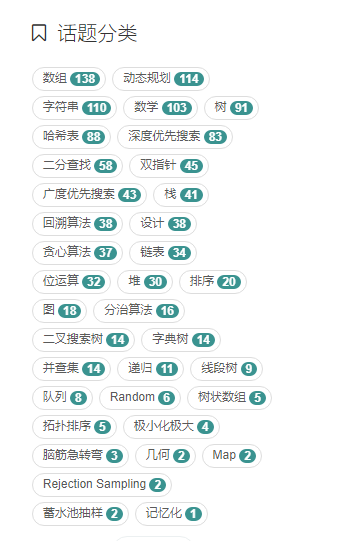 话题分类
数组 138 动态规划 114
字符串 110 数学 103 树 91
哈希表 88 深度优先搜索 83
二分查找 58 双指针 45
广度优先搜索 43 栈 41
回溯算法 38 设计 38
贪心算法 37 链表 34
位运算 32 堆 30 排序 20
图 18 分治算法 16
二叉搜索树 14 字典树 14
并查集 14 递归 11 线段树 9
队列 8 Random 6 树状数组 5
拓扑排序 5 极小化极大 4
脑筋急转弯 3 几何 2 Map 2
Rejection Sampling 2
蓄水池抽样 2 记忆化 1